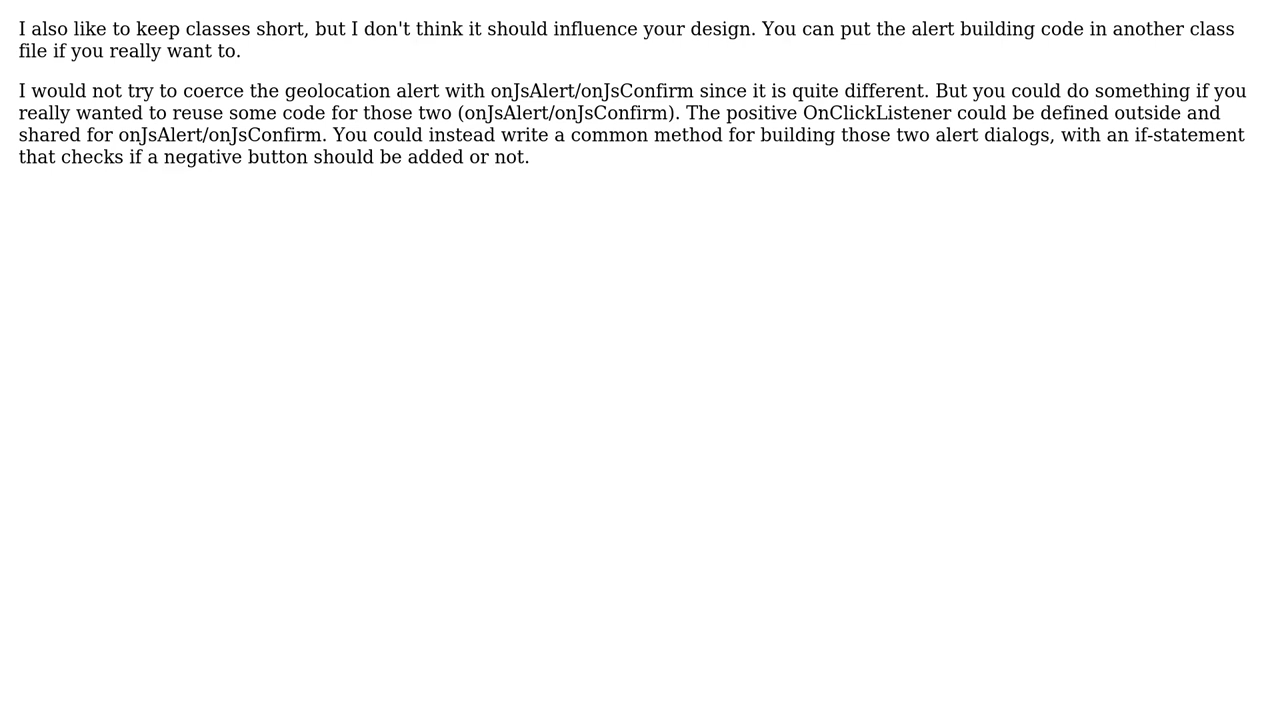 I also like to keep classes short, but I don't think it should influence your design. You can put the alert building code in another class
file if you really want to.
I would not try to coerce the geolocation alert with onJsAlert/onJsConfirm since it is quite different. But you could do something if you
really wanted to reuse some code for those two (onJsAlert/onJsConfirm). The positive OnClickListener could be defined outside and
shared for onJsAlert/onJsConfirm. You could instead write a common method for building those two alert dialogs, with an if-statement
that checks if a negative button should be added or not.